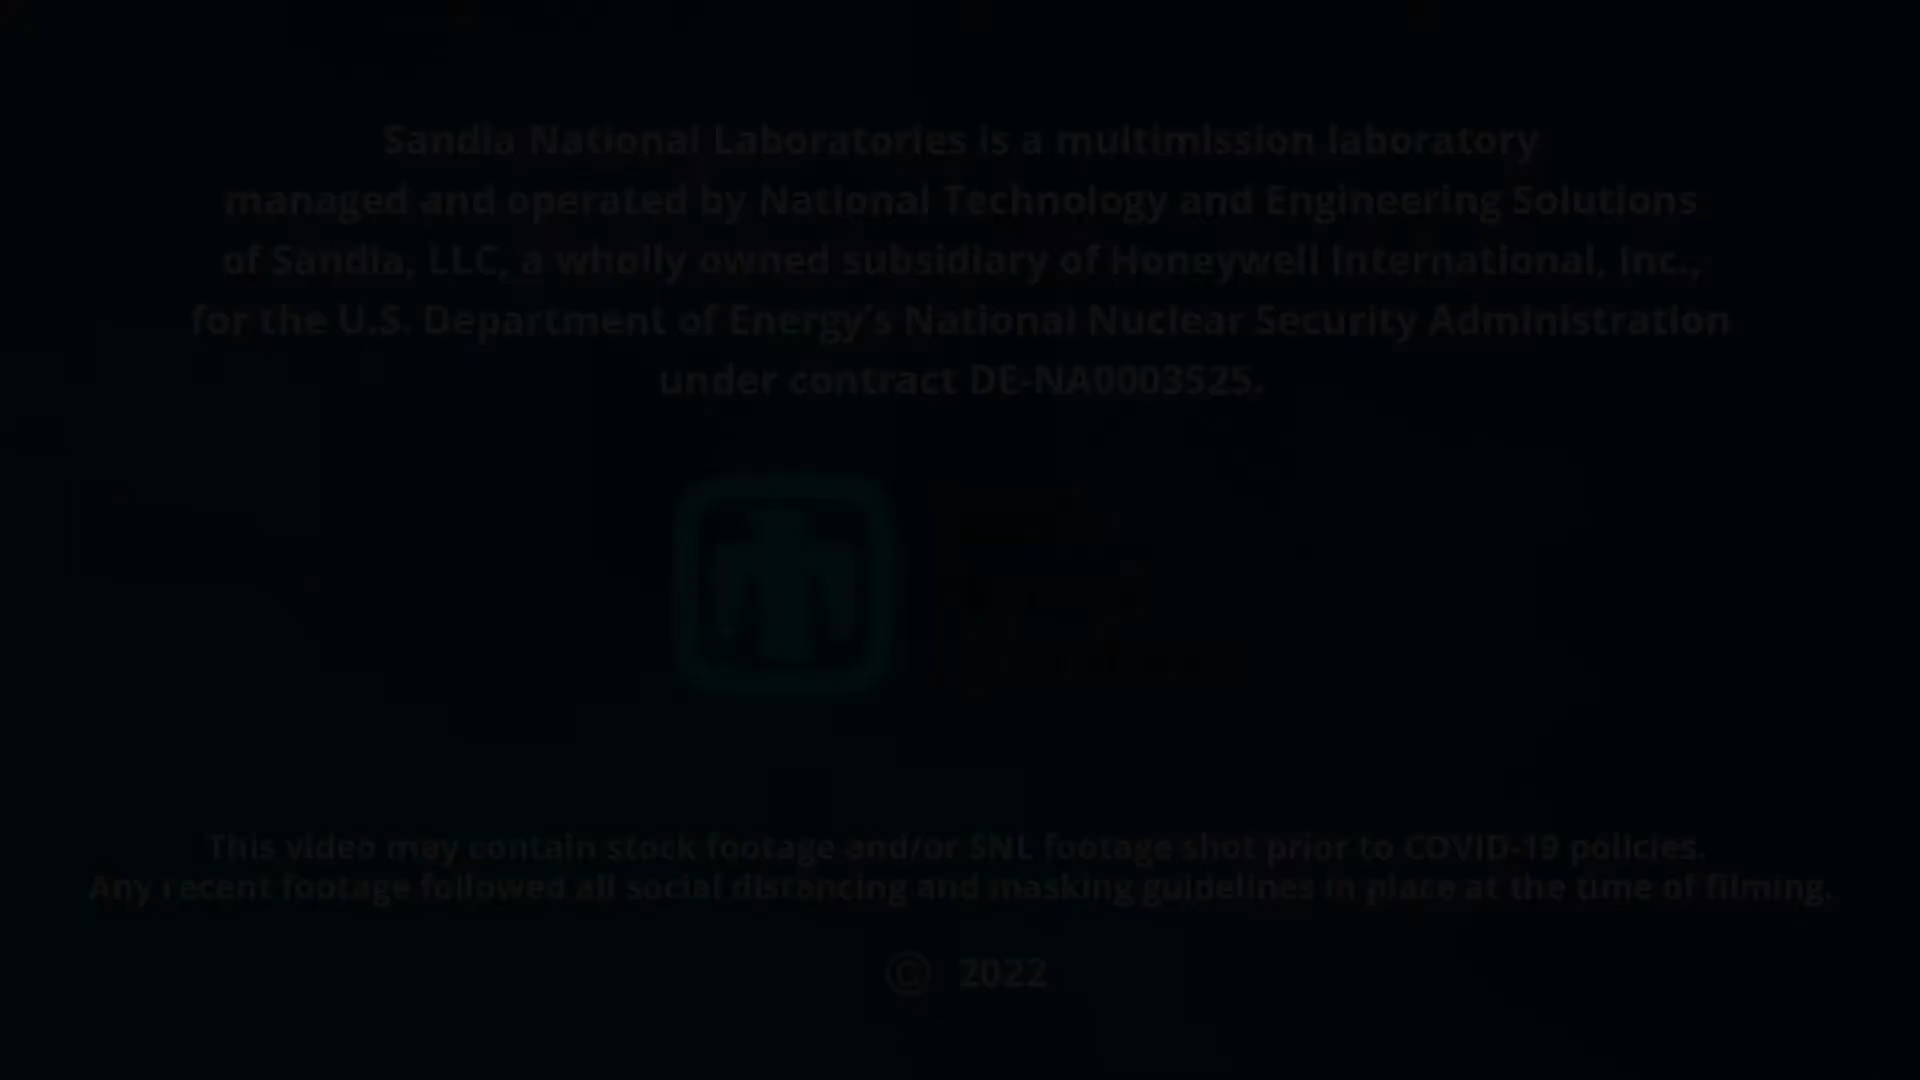 Sandia National Laboratories is a multimission laboratory
managed and operated by National Technology and Engineering Solutions
of Sandia, LLC, a wholly owned subsidiary of Honeywell International, Inc.,
for the U.S. Department of Energy’s National Nuclear Security Administration
under contract DE-NA0003525.
This video may contain stock footage and/or SNL footage shot prior to COVID-19 policies.
Any recent footage followed all social distancing and masking guidelines in place at the time of filming.
© 2022